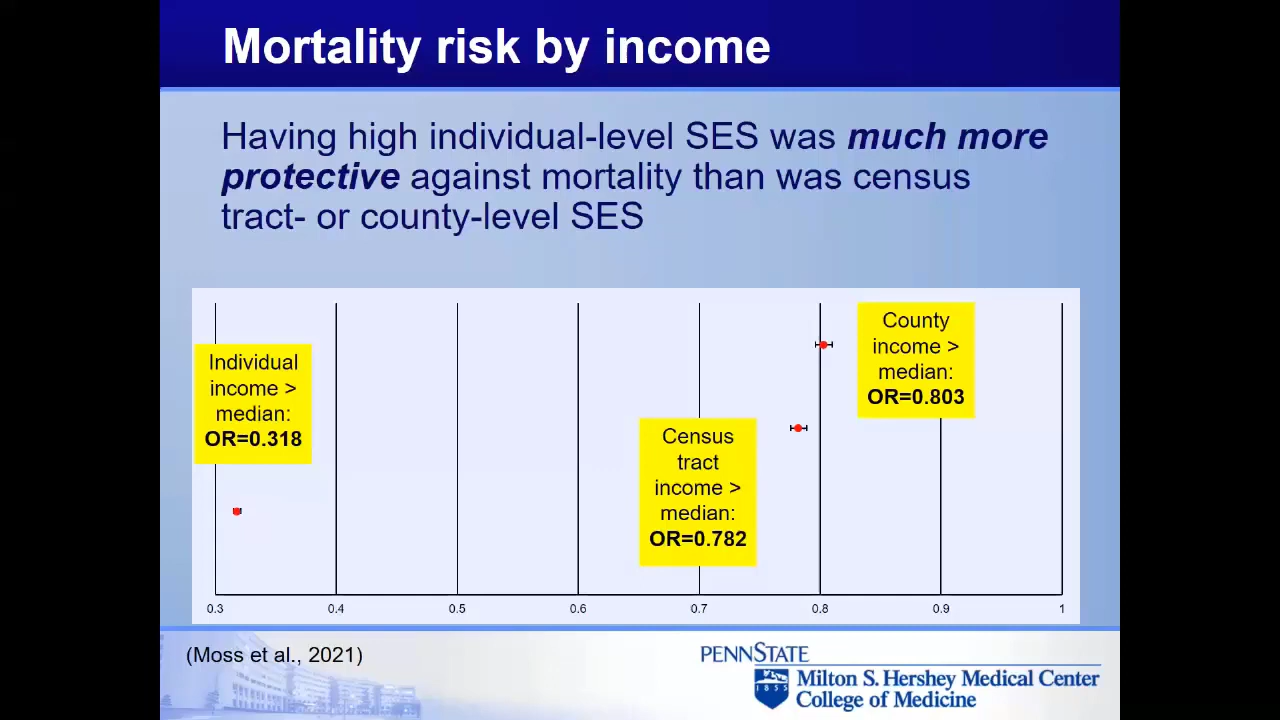 Mortality risk by income
Having high individual-level SES was much more
protective against mortality than was census
tract- or county-level SES
Individual
income >
median:
OR=0.318
Census
tract
income >
median:
OR=0.782
County
income >
median:
OR=0.803
0.3 0.4 0.5 0.6 0.7 0.8 0.9 1
(Moss et al., 2021)
PENNSTATE
1855
Milton S. Hershey Medical Center
College of Medicine